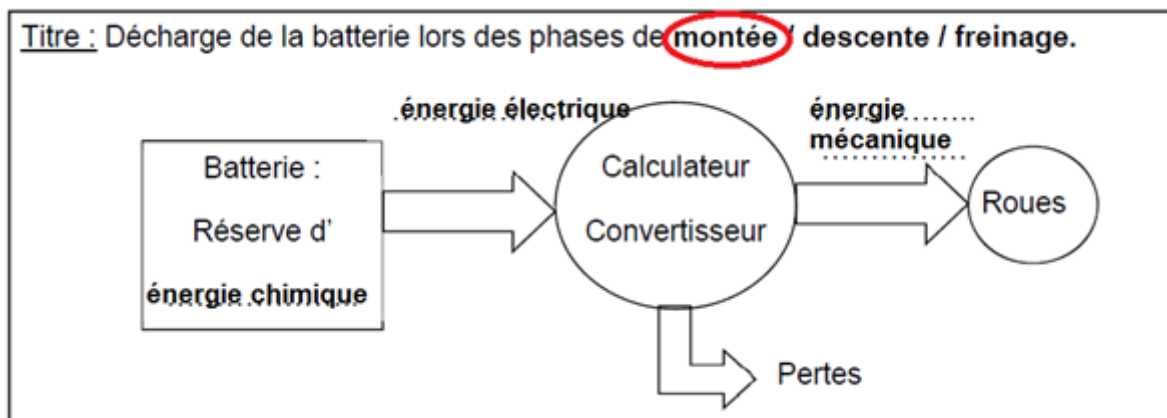 Titre : Décharge de la batterie lors des phases de montée / descente / freinage.
énergie électrique
énergie
mécanique
Batterie :
Réserve d'
énergie chimique
Calculateur
Convertisseur
Roues
Pertes